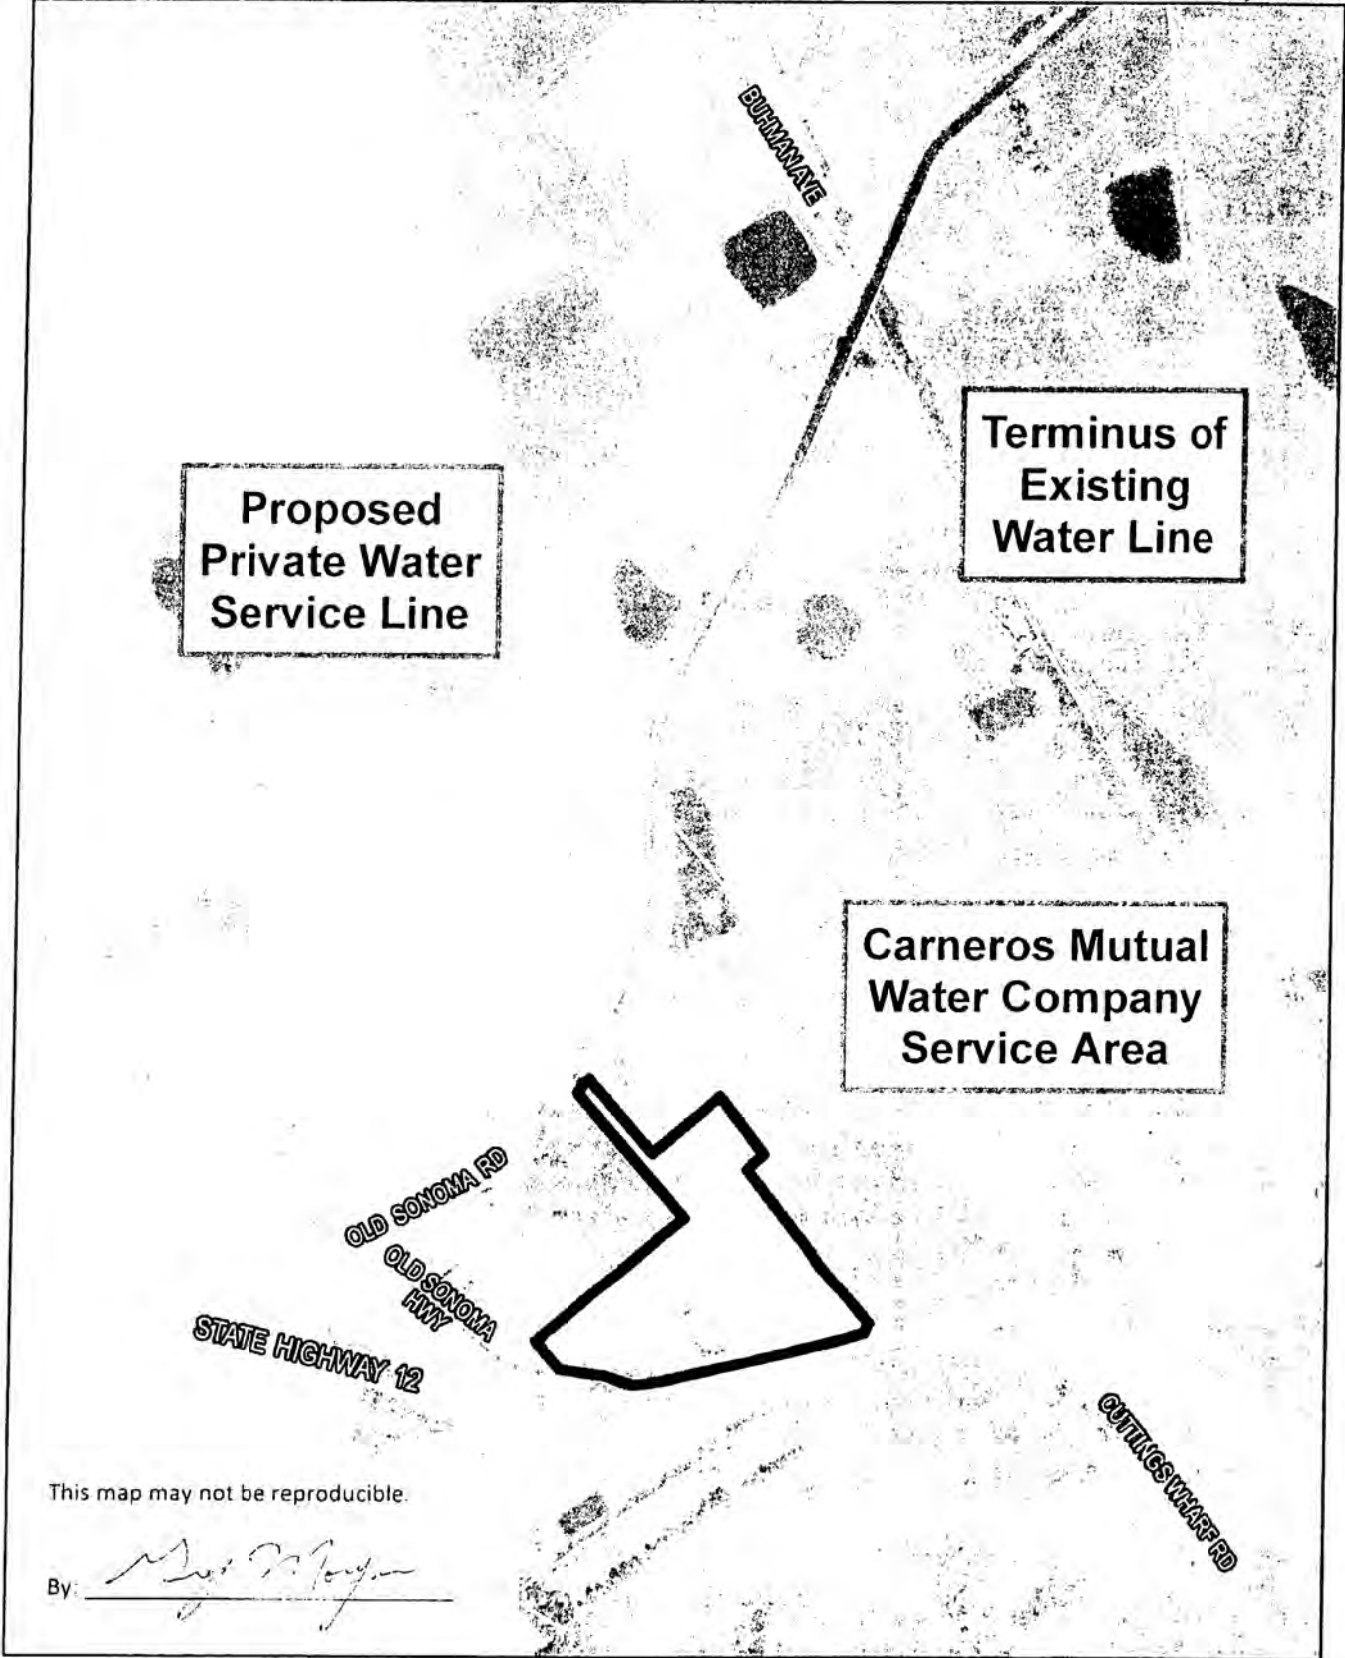 BUHMAN AVE
Terminus of
Existing
Water Line
Proposed
Private Water
Service Line
Carneros Mutual
Water Company
Service Area
OLD SONOMA RD
OLD SONOMA
HWY
STATE HIGHWAY 12
CUTTINGS WHARF RD
This map may not be reproducible.
By: